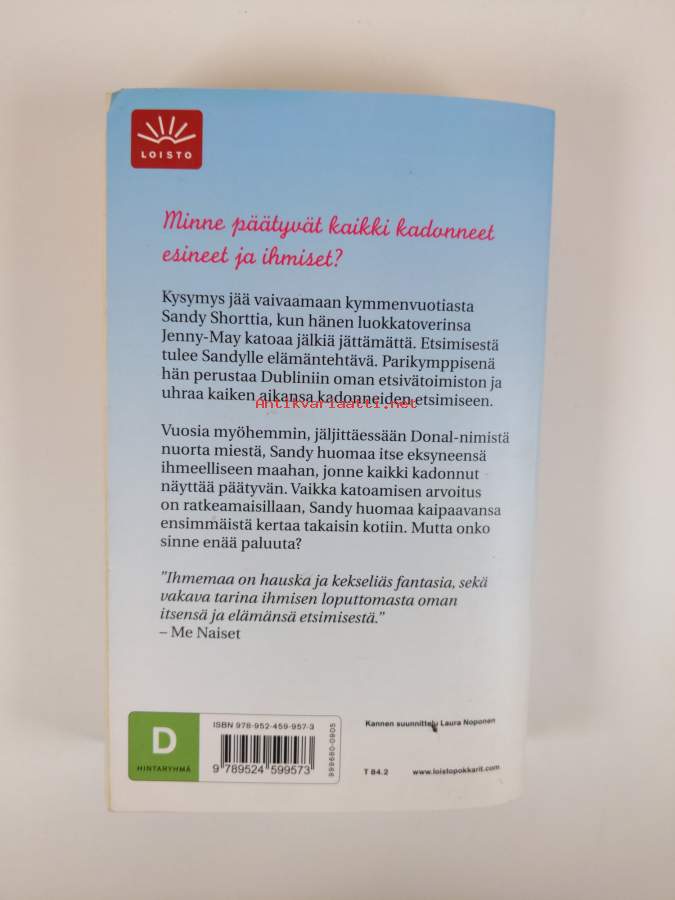 LOISTO
Minne päätyvät kaikki kadonneet
esineet ja ihmiset?
Kysymys jää vaivaamaan kymmenvuotiasta
Sandy Shorttia, kun hänen luokkatoverinsa
Jenny-May katoaa jälkiä jättämättä. Etsimisestä
tulee Sandylle elämäntehtävä. Parikymppisenä
hän perustaa Dubliniin oman etsivätoimiston ja
uhraa kaiken aikansa kadonneiden etsimiseen.
Antikvariaatti.net
Vuosia myöhemmin, jäljittäessään Donal-nimistä
nuorta miestä, Sandy huomaa itse eksyneensä
ihmeelliseen maahan, jonne kaikki kadonnut
näyttää päätyvän. Vaikka katoamisen arvoitus
on ratkeamaisillaan, Sandy huomaa kaipaavansa
ensimmäistä kertaa takaisin kotiin. Mutta onko
sinne enää paluuta?
"Ihmemaa on hauska ja kekseliäs fantasia, sekä
vakava tarina ihmisen loputtomasta oman
itsensä ja elämänsä etsimisestä."
– Me Naiset
D
HINTARYHMÄ
ISBN 978-952-459-957-3
9 789524 599573
999680-0905
Kannen suunnittelu Laura Noponen
T 84.2
www.loistopokkarit.com